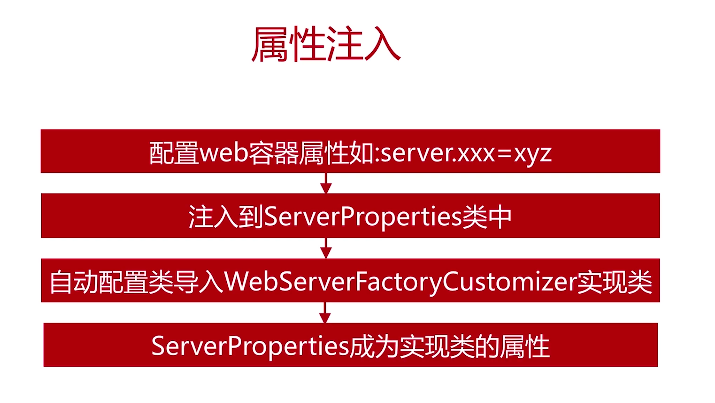 属性注入
配置web容器属性如:server.xxx=xyz
注入到ServerProperties类中
自动配置类导入WebServerFactoryCustomizer实现类
ServerProperties成为实现类的属性